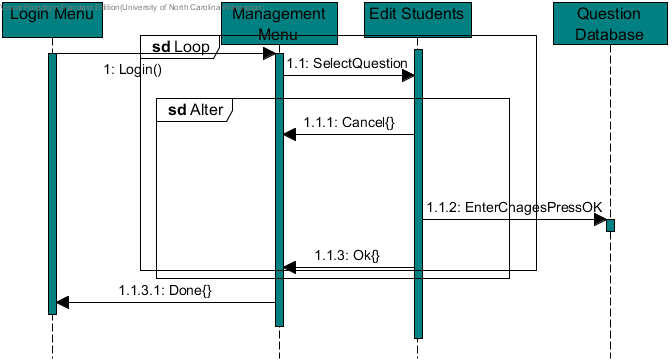 Login Menu
Management
Menu
Edit Students
Question
Database
sd Loop
1: Login()
1.1: SelectQuestion
sd Alter
1.1.1: Cancel{}
1.1.2: EnterChagesPressOK
1.1.3: Ok{}
1.1.3.1: Done{}